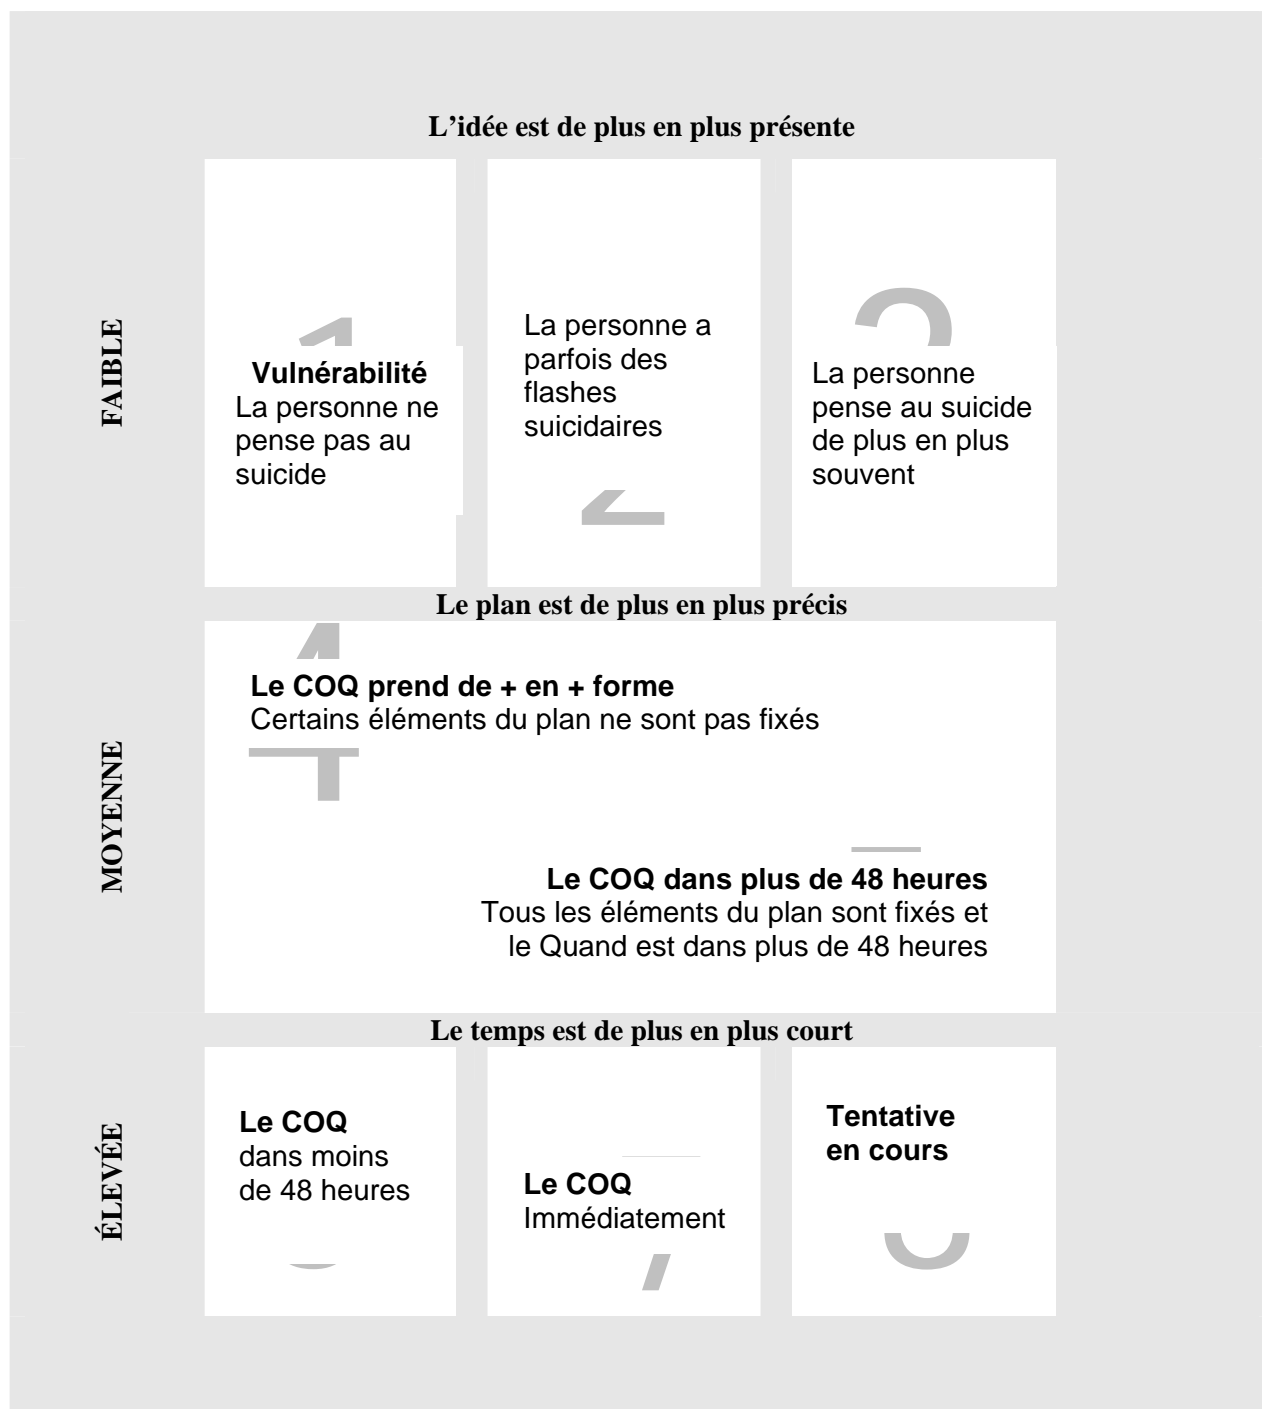 L’idée est de plus en plus présente
FAIBLE
1
Vulnérabilité
La personne ne
pense pas au
suicide
La personne a
parfois des
flashes
suicidaires
2
La personne
pense au suicide
de plus en plus
souvent
Le plan est de plus en plus précis
MOYENNE
4
Le COQ prend de + en + forme
Certains éléments du plan ne sont pas fixés
Le COQ dans plus de 48 heures
Tous les éléments du plan sont fixés et
le Quand est dans plus de 48 heures
Le temps est de plus en plus court
ÉLEVÉE
Le COQ
dans moins
de 48 heures
Le COQ
Immédiatement
7
Tentative
en cours